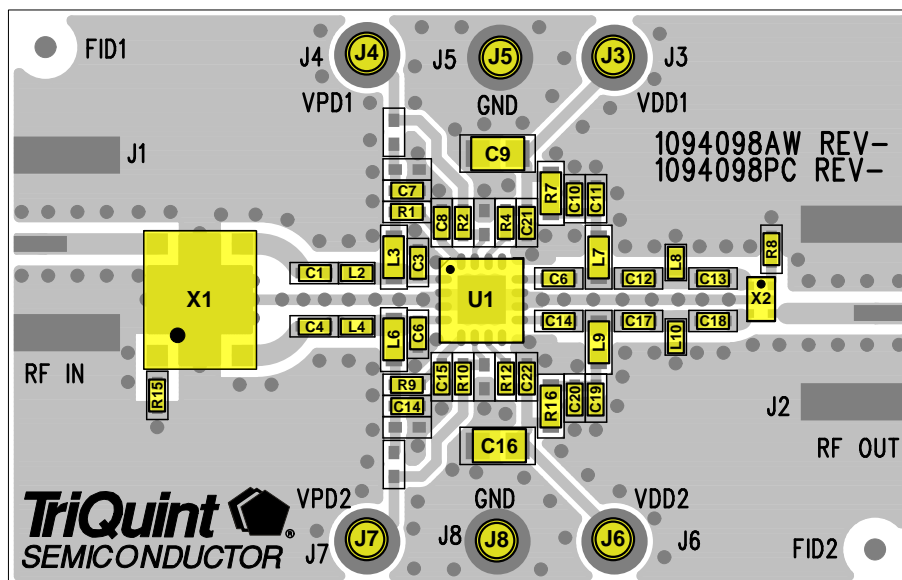 FID1
J4
J4
J5
J5
J3
J3
VPD1
GND
VDD1
1094098AW REV-
1094098PC REV-
J1
C9
C7
R1
C8
R2
R4
C21
R7
C10
C11
R8
L3
C3
L7
L8
C1
L2
C6
C12
C13
X1
U1
X2
C4
L4
C14
C17
C18
L6
C6
L9
L10
RF IN
R15
R9
C14
C15
R10
R12
C22
R16
C20
C19
J2
C16
RF OUT
TriQuint
®
SEMICONDUCTOR
VPD2
GND
VDD2
J7
J7
J8
J8
J6
J6
FID2